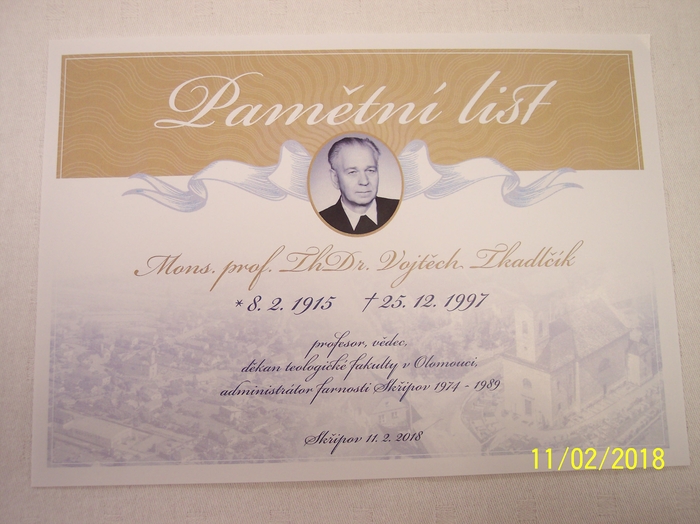 Pamětní list
Mons. prof. ThDr. Vojtěch Tkadlčík
* 8. 2. 1915 † 25. 12. 1997
profesor, vědec,
děkan teologické fakulty v Olomouci,
administrátor farnosti Skřipov 1974 - 1989
Skřipov 11. 2. 2018
11/02/2018